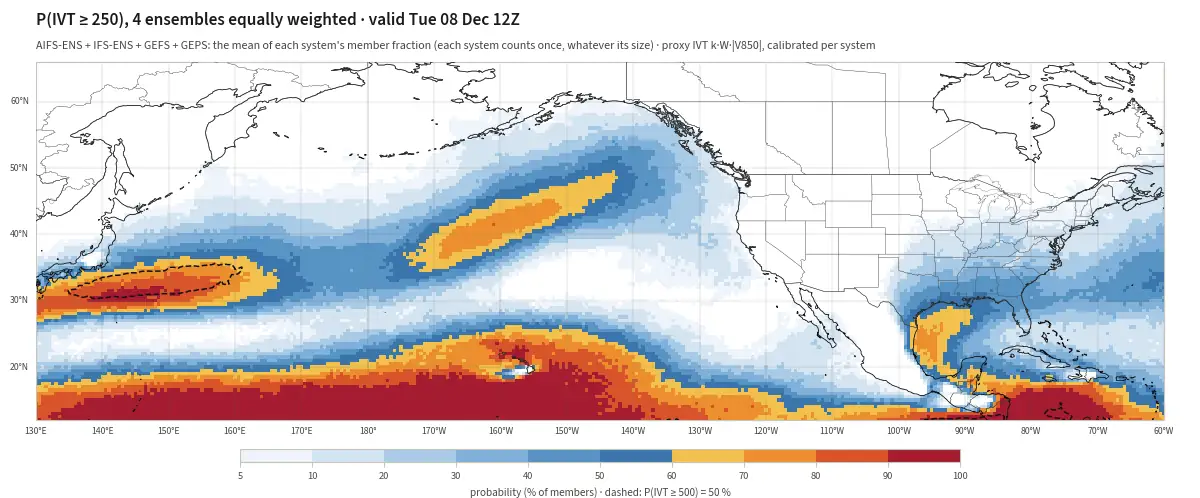 P(IVT ≥ 250), 4 ensembles equally weighted · valid Tue 08 Dec 12Z
AIFS-ENS + IFS-ENS + GEFS + GEPS: the mean of each system's member fraction (each system counts once, whatever its size) · proxy IVT k·W·|V850|, calibrated per system
60°N
50°N
40°N
30°N
20°N
130°E 140°E 150°E 160°E 170°E 180° 170°W 160°W 150°W 140°W 130°W 120°W 110°W 100°W 90°W 80°W 70°W 60°W
5 10 20 30 40 50 60 70 80 90 100
probability (% of members) · dashed: P(IVT ≥ 500) = 50 %